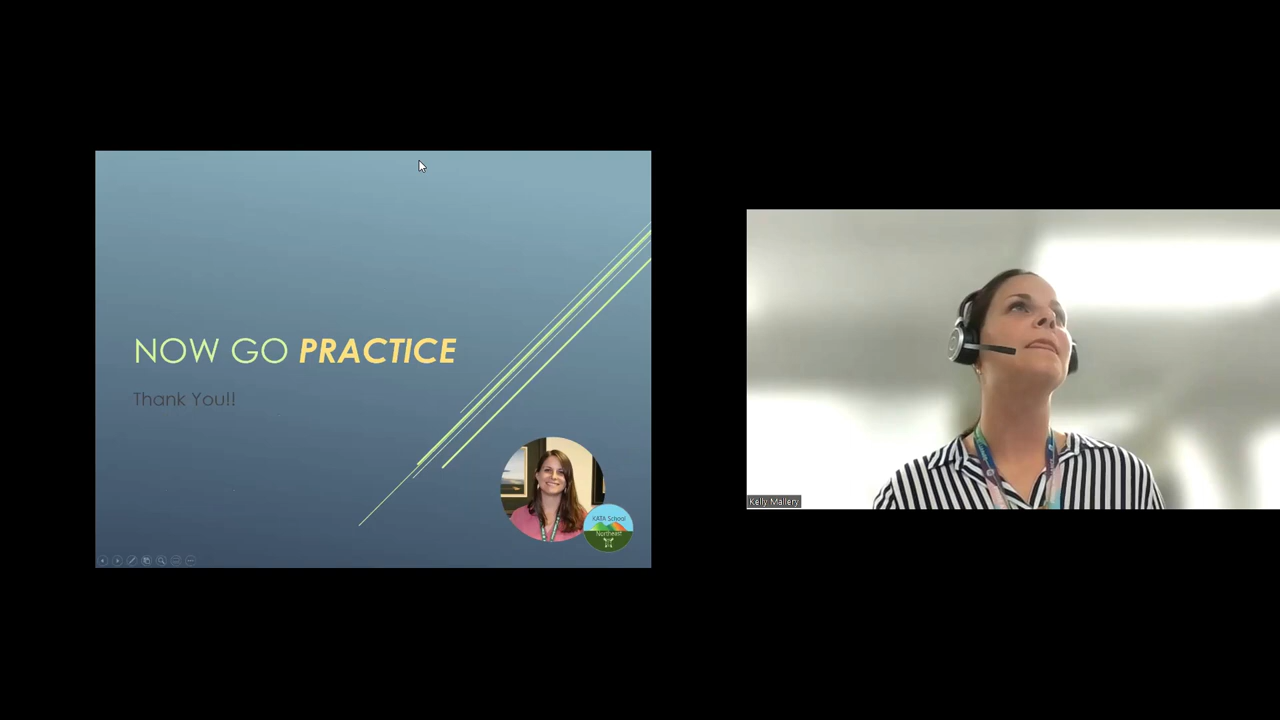 NOW GO PRACTICE
Thank You!!
KATA School
Northeast
Kelly Mallery